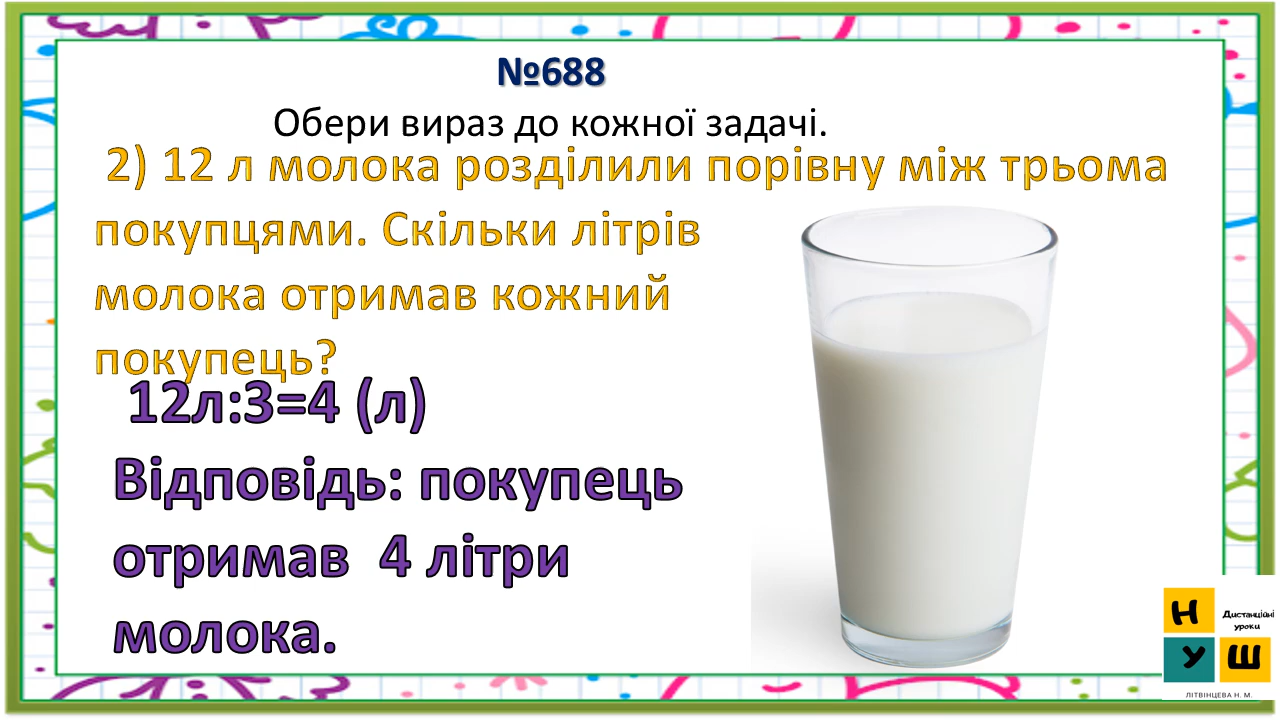 №688
Обери вираз до кожної задачі.
2) 12 л молока розділили порівну між трьома
покупцями. Скільки літрів
молока отримав кожний
покупець?
12л:3=4 (л)
Відповідь: покупець
отримав 4 літри
молока.
Н
Дистанційні
уроки
У Ш
ЛІТВІНЦЕВА Н. М.